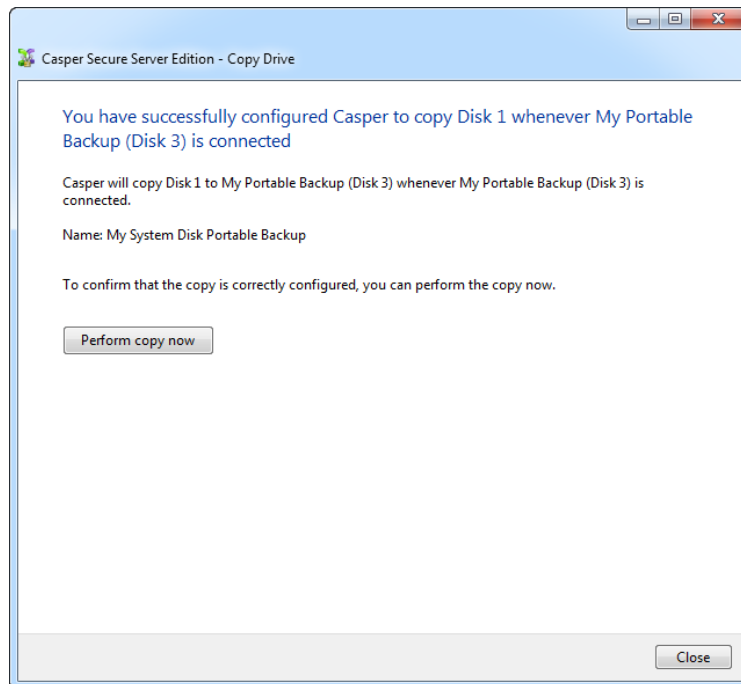 Casper Secure Server Edition - Copy Drive
You have successfully configured Casper to copy Disk 1 whenever My Portable
Backup (Disk 3) is connected
Casper will copy Disk 1 to My Portable Backup (Disk 3) whenever My Portable Backup (Disk 3) is
connected.
Name: My System Disk Portable Backup
To confirm that the copy is correctly configured, you can perform the copy now.
Perform copy now
Close